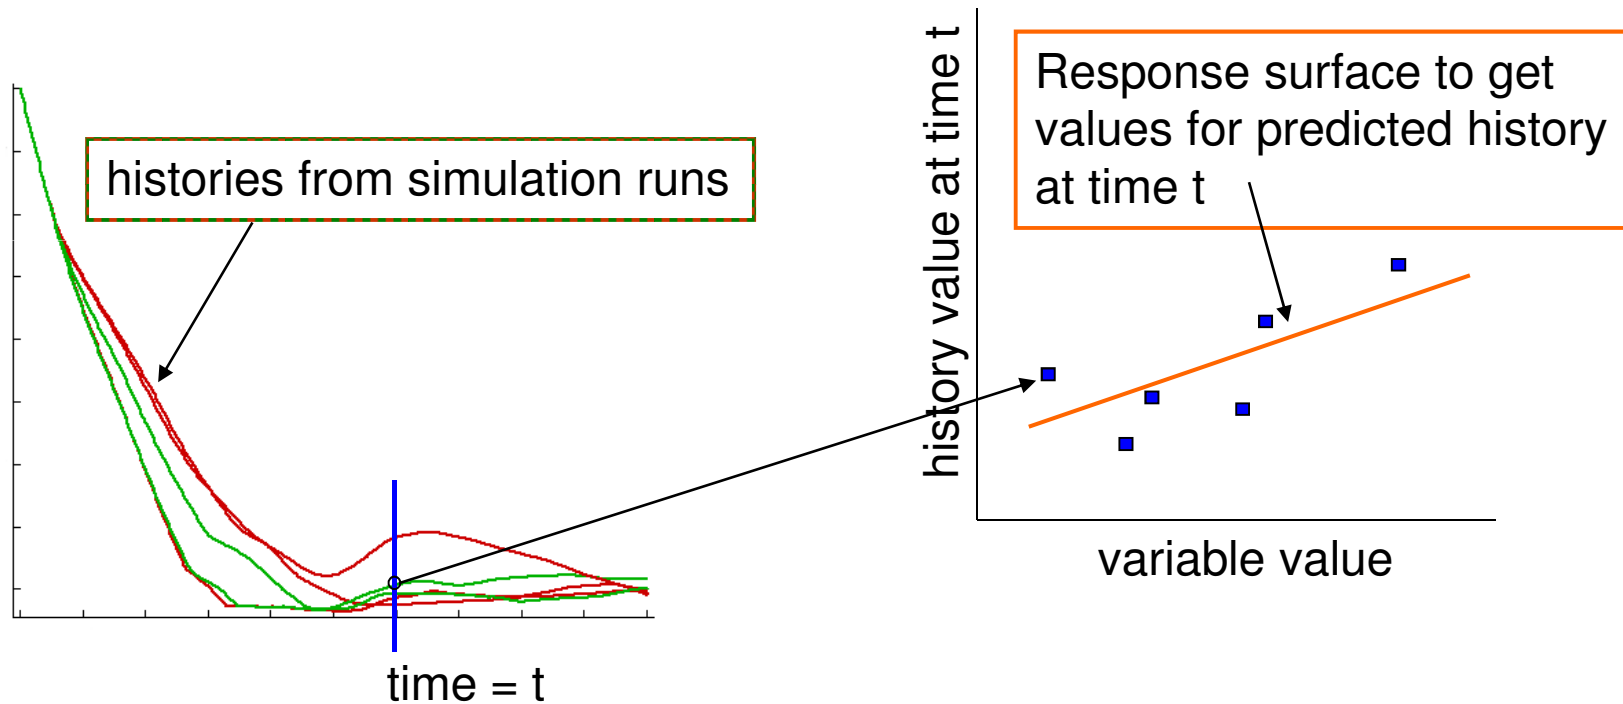 histories from simulation runs
time = t
history value at time t
Response surface to get
values for predicted history
at time t
variable value